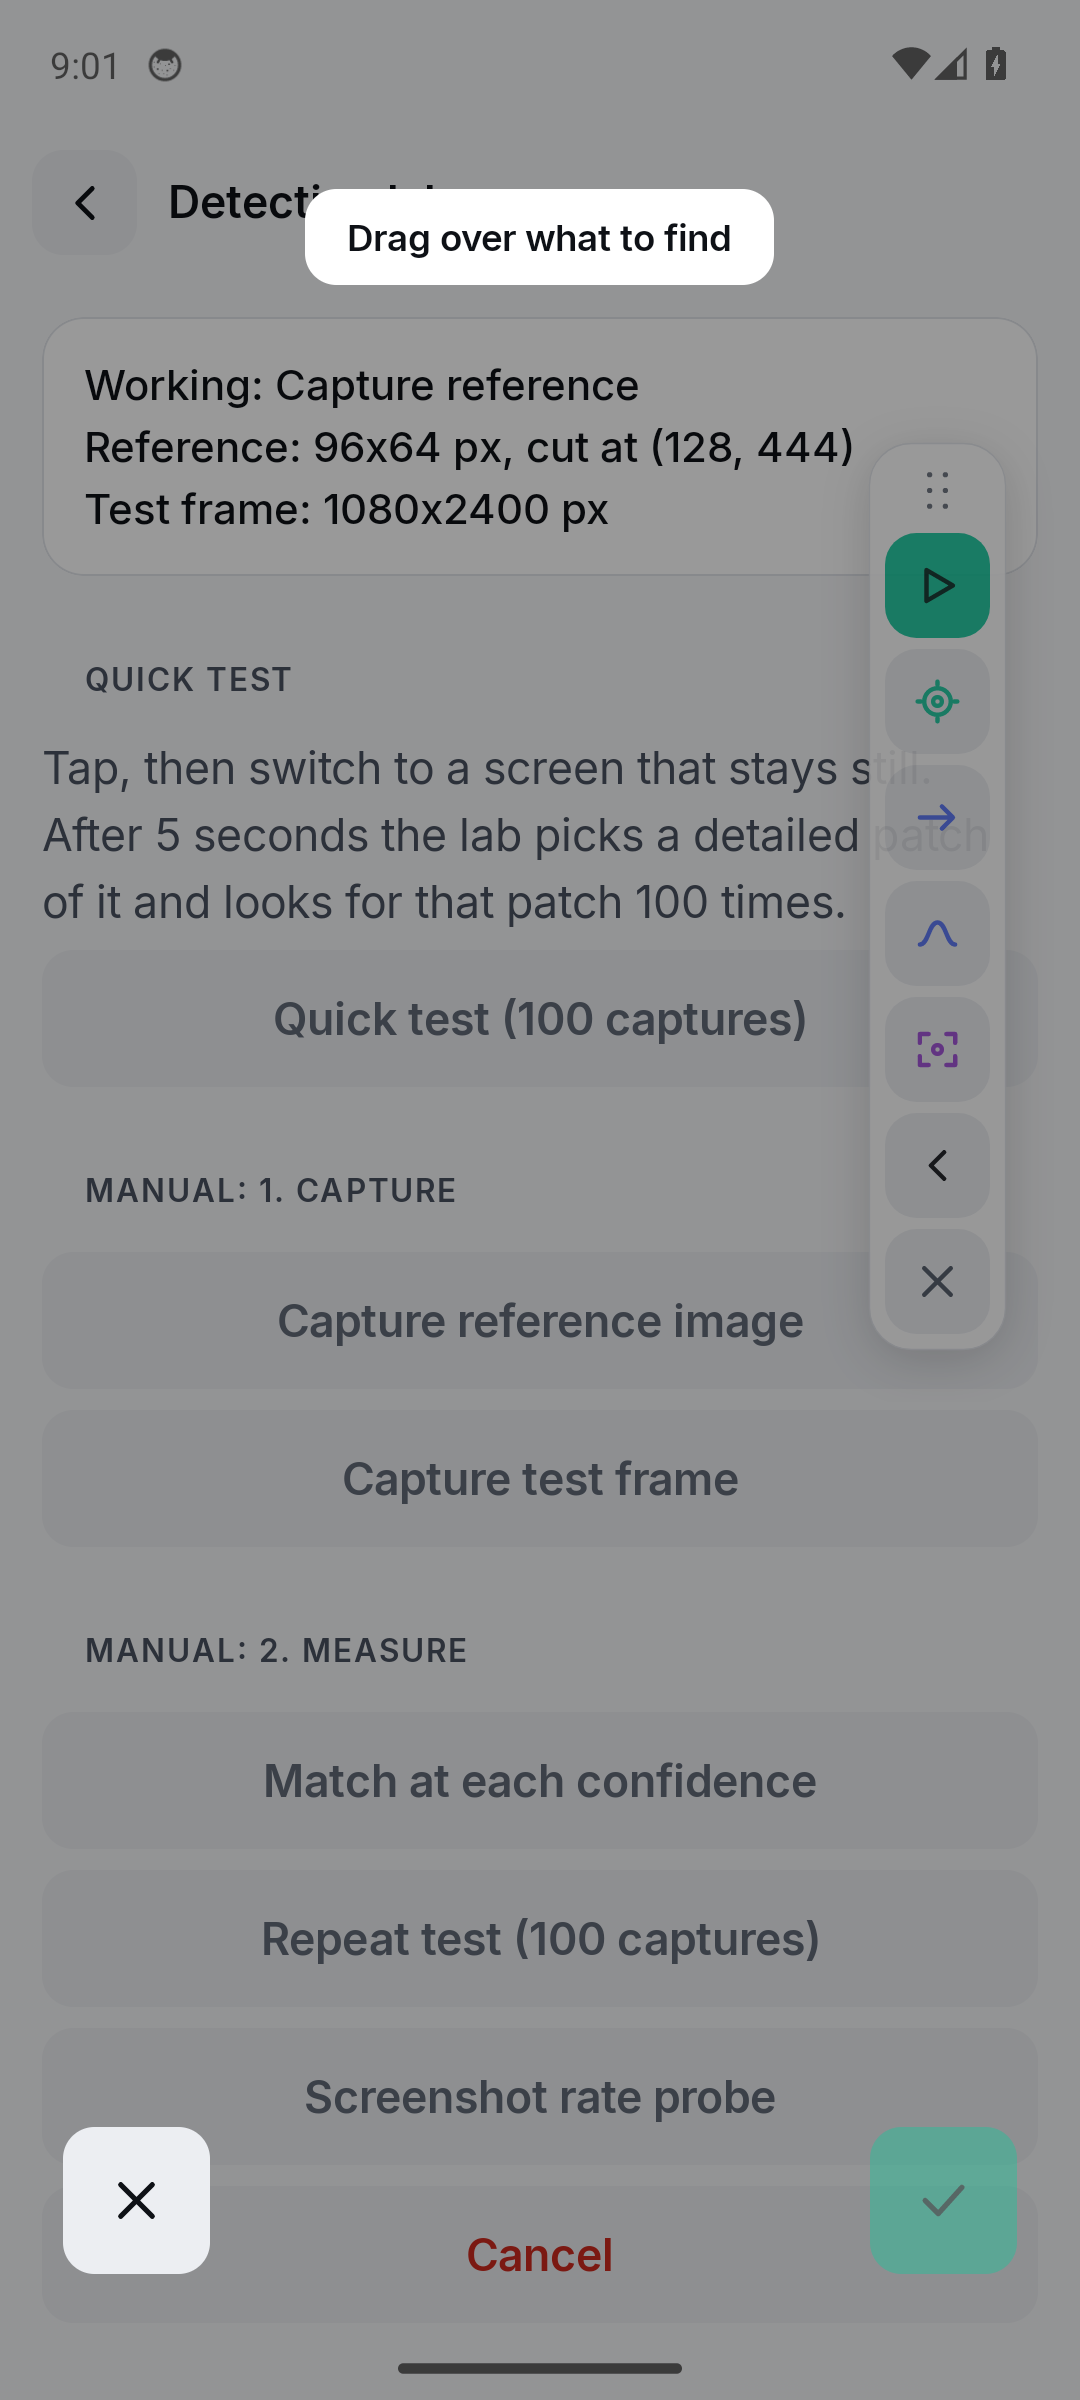 9:01
Drag over what to find
Working: Capture reference
Reference: 96x64 px, cut at (128, 444)
Test frame: 1080x2400 px
QUICK TEST
Tap, then switch to a screen that stays still.
After 5 seconds the lab picks a detailed patch
of it and looks for that patch 100 times.
Quick test (100 captures)
MANUAL: 1. CAPTURE
Capture reference image
Capture test frame
MANUAL: 2. MEASURE
Match at each confidence
Repeat test (100 captures)
Screenshot rate probe
Cancel